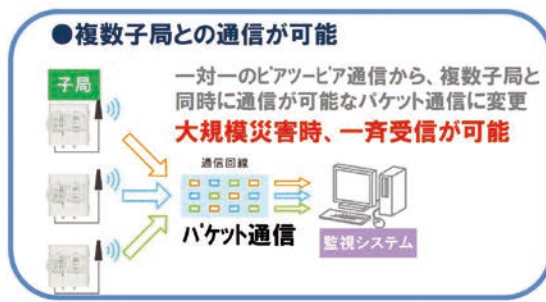 ●複数子局との通信が可能
子局
一対一のピアツーピア通信から、複数子局と
同時に通信が可能なパケット通信に変更
大規模災害時、一斉受信が可能
通信回線
パケット通信
監視システム